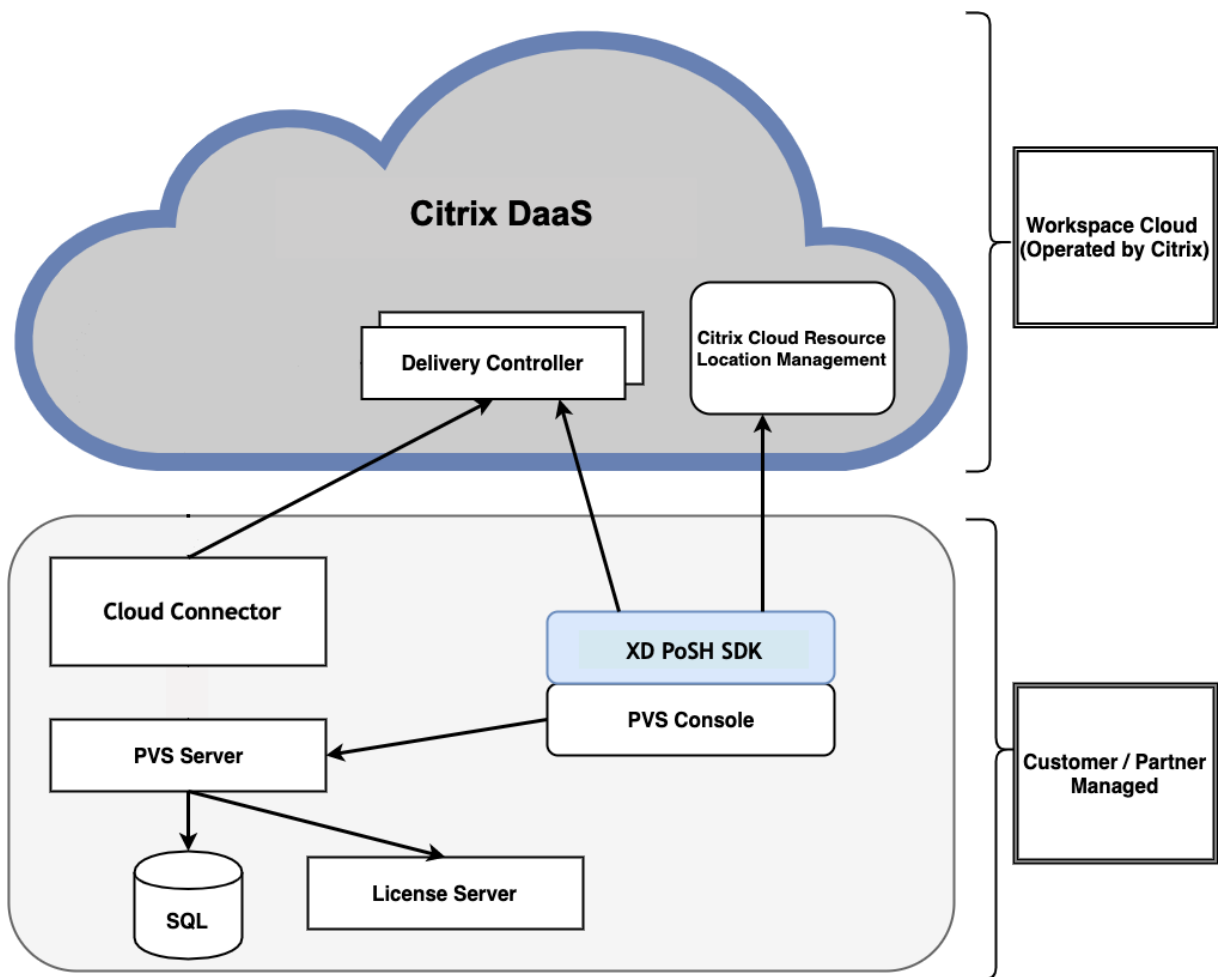 Citrix DaaS
Delivery Controller
Citrix Cloud Resource
Location Management
Workspace Cloud
(Operated by Citrix)
Cloud Connector
XD PoSH SDK
PVS Console
PVS Server
Customer / Partner
Managed
License Server
SQL